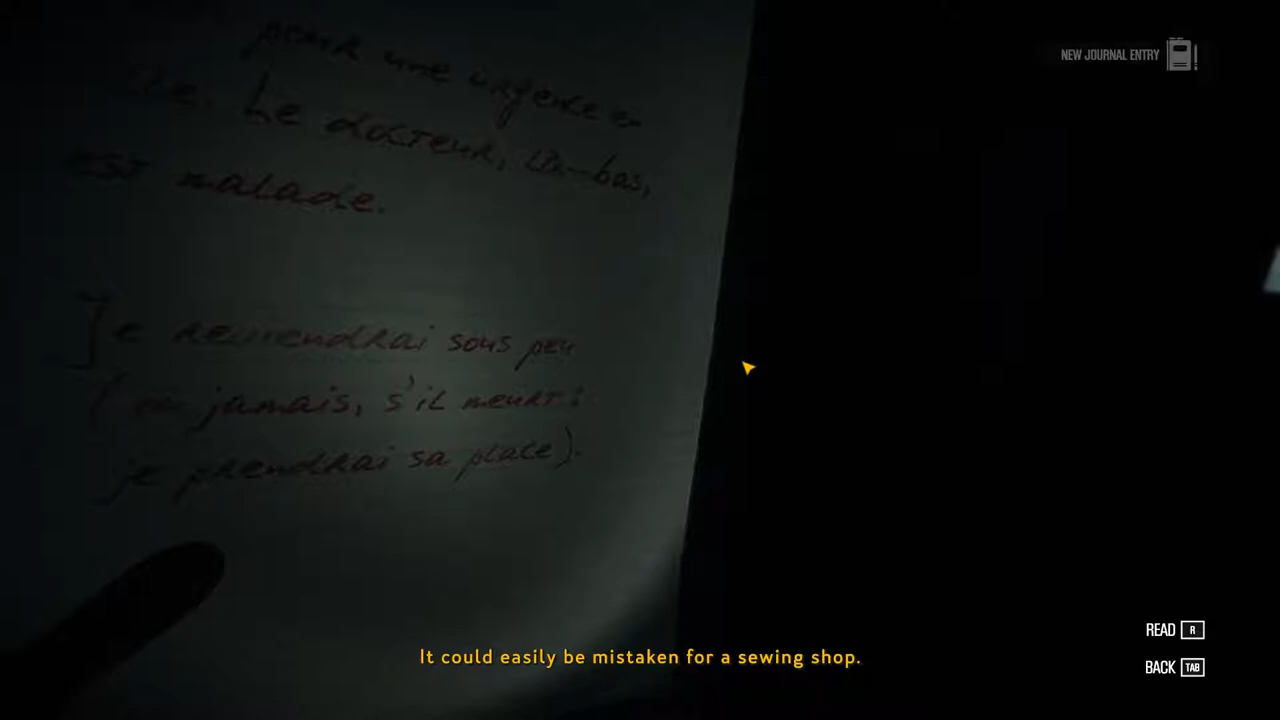 NEW JOURNAL ENTRY
pour une urgence en
Le docteur, là-bas,
est malade.
Je reviendrai sous peu
(ou jamais, s'il meurt :
je prendrai sa place).
It could easily be mistaken for a sewing shop.
READ R
BACK TAB